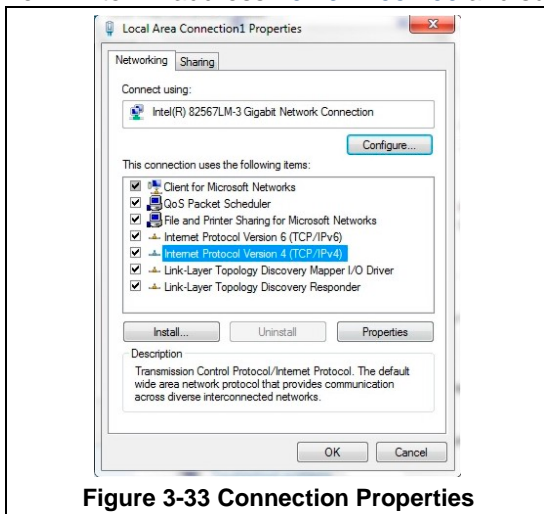 Local Area Connection1 Properties
Networking Sharing
Connect using:
Intel(R) 82567LM-3 Gigabit Network Connection
Configure...
This connection uses the following items:
Client for Microsoft Networks
QoS Packet Scheduler
File and Printer Sharing for Microsoft Networks
Internet Protocol Version 6 (TCP/IPv6)
Internet Protocol Version 4 (TCP/IPv4)
Link-Layer Topology Discovery Mapper I/O Driver
Link-Layer Topology Discovery Responder
Install... Uninstall Properties
Description
Transmission Control Protocol/Internet Protocol. The default
wide area network protocol that provides communication
across diverse interconnected networks.
OK Cancel
Figure 3-33 Connection Properties